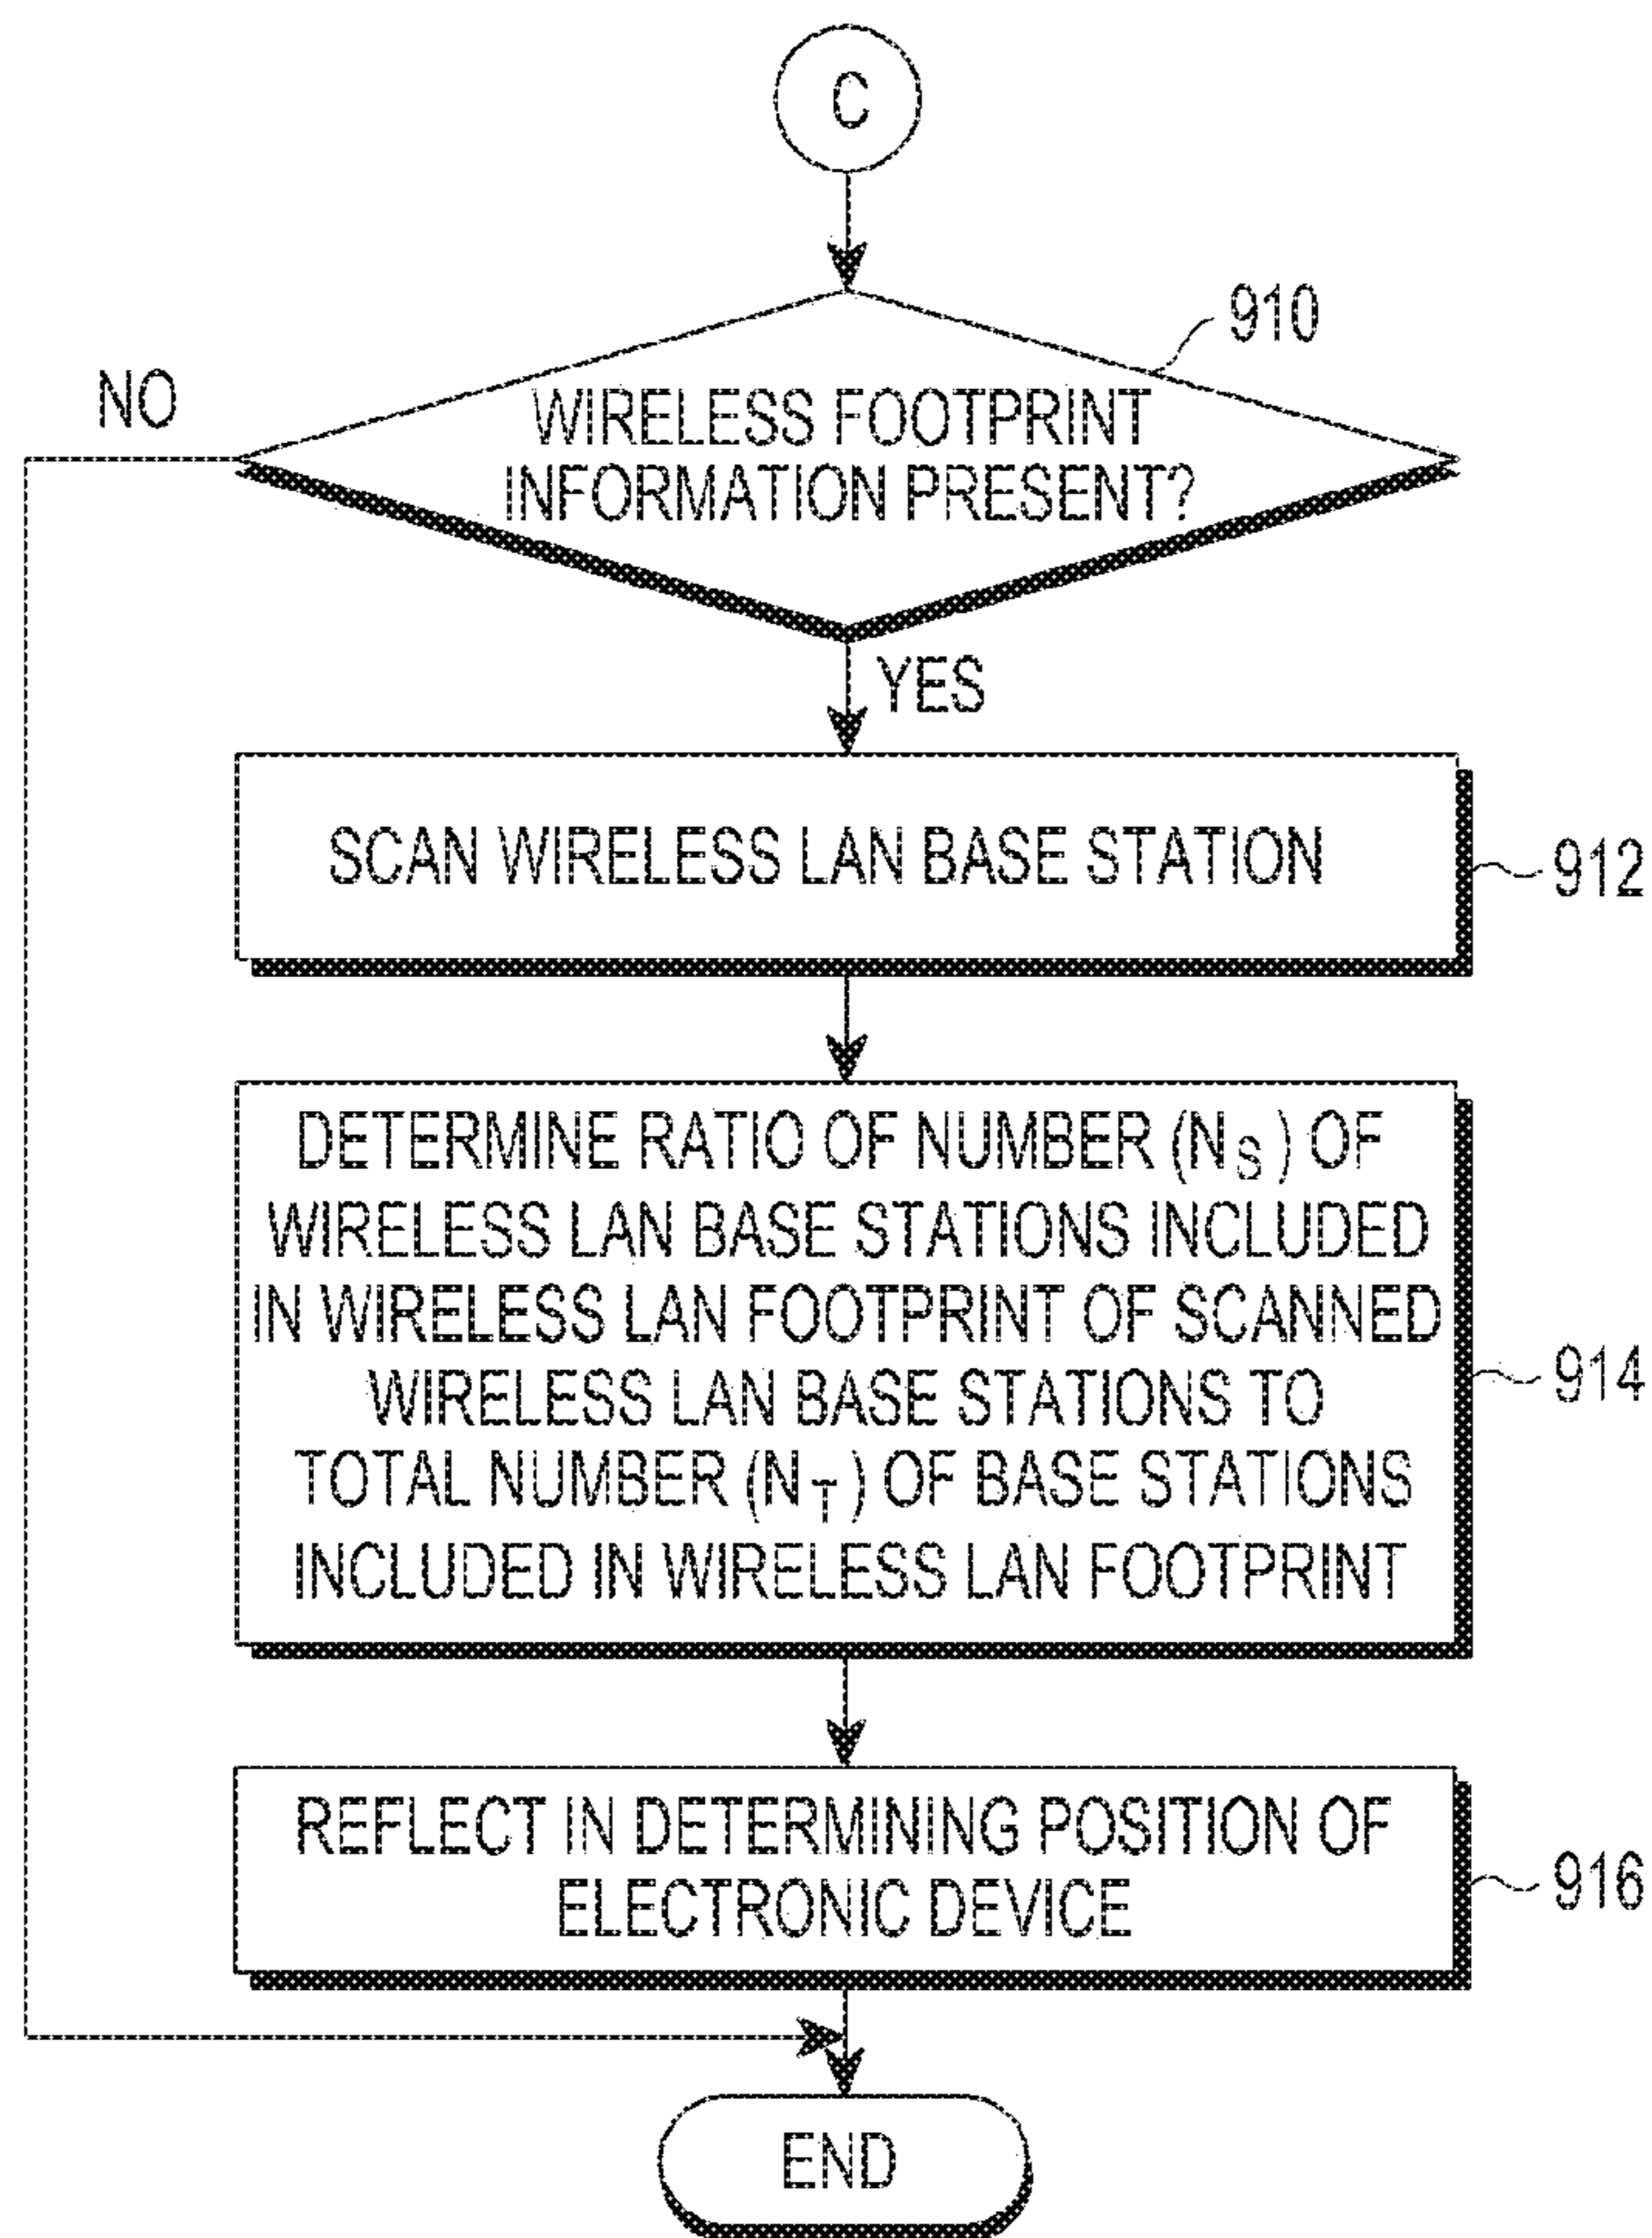 C
910
NO
WIRELESS FOOTPRINT
INFORMATION PRESENT?
YES
SCAN WIRELESS LAN BASE STATION
912
DETERMINE RATIO OF NUMBER (NS) OF
WIRELESS LAN BASE STATIONS INCLUDED
IN WIRELESS LAN FOOTPRINT OF SCANNED
WIRELESS LAN BASE STATIONS TO
TOTAL NUMBER (NT) OF BASE STATIONS
INCLUDED IN WIRELESS LAN FOOTPRINT
914
REFLECT IN DETERMINING POSITION OF
ELECTRONIC DEVICE
916
END